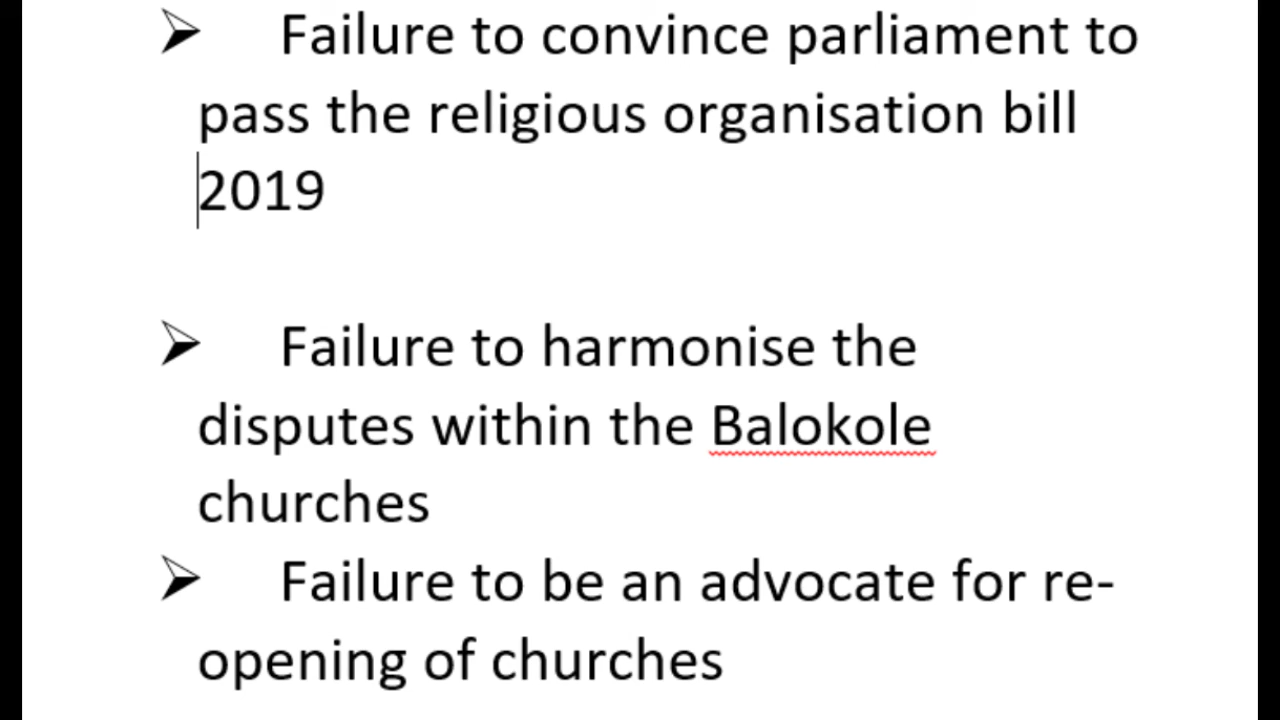 ➢ Failure to convince parliament to
pass the religious organisation bill
2019
➢ Failure to harmonise the
disputes within the Balokole
churches
➢ Failure to be an advocate for re-
opening of churches